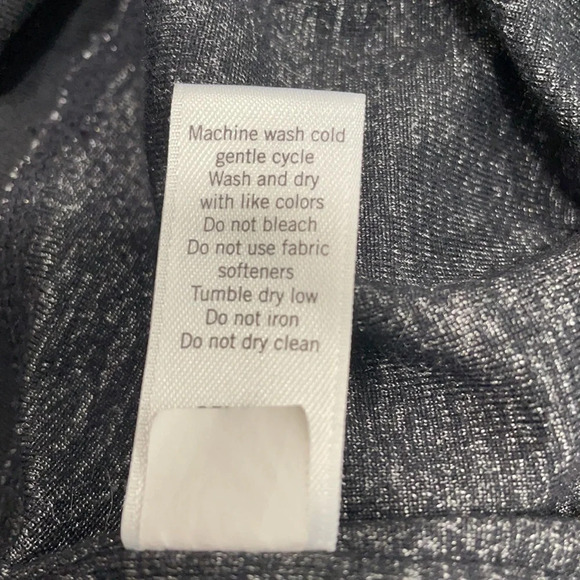 Machine wash cold
gentle cycle
Wash and dry
with like colors
Do not bleach
Do not use fabric
softeners
Tumble dry low
Do not iron
Do not dry clean